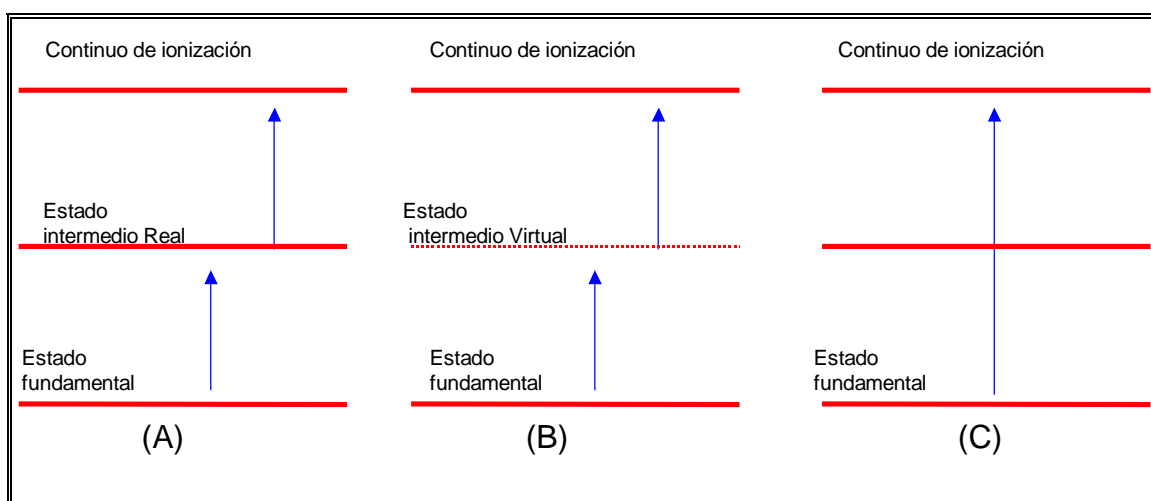 Continuo de ionización
Estado
intermedio Real
Estado
fundamental
(A)
Continuo de ionización
Estado
intermedio Virtual
Estado
fundamental
(B)
Continuo de ionización
Estado
fundamental
(C)